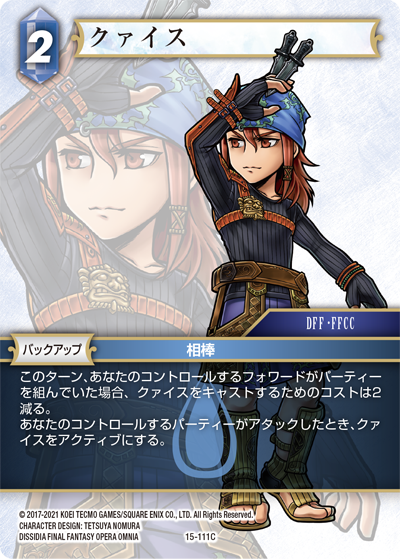 2
クァイス
DFF・FFCC
バックアップ
相棒
このターン、あなたのコントロールするフォワードがパーティー
を組んでいた場合、クァイスをキャストするためのコストは2
減る。
あなたのコントロールするパーティーがアタックしたとき、クァ
イスをアクティブにする。
© 2017-2021 KOEI TECMO GAMES/SQUARE ENIX CO., LTD. All Rights Reserved.
CHARACTER DESIGN: TETSUYA NOMURA
DISSIDIA FINAL FANTASY OPERA OMNIA
15-111C